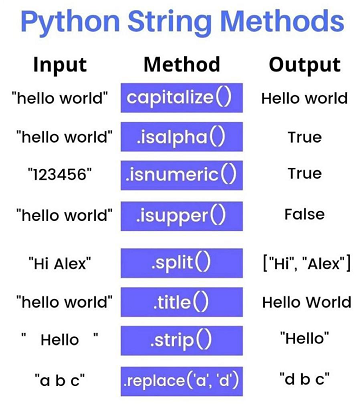 Python String Methods
Input Method Output
"hello world" capitalize() Hello world
"hello world" .isalpha() True
"123456" .isnumeric() True
"hello world" .isupper() False
"Hi Alex" .split() ["Hi", "Alex"]
"hello world" .title() Hello World
" Hello " .strip() "Hello"
"a b c" .replace('a', 'd') "d b c"